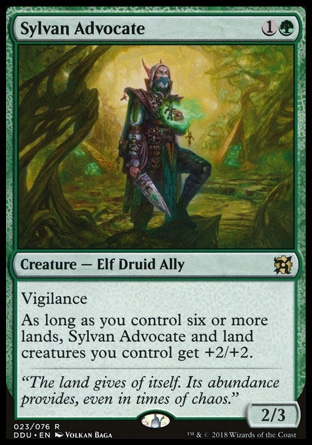 Sylvan Advocate 1
Creature — Elf Druid Ally
Vigilance
As long as you control six or more
lands, Sylvan Advocate and land
creatures you control get +2/+2.
“The land gives of itself. Its abundance
provides, even in times of chaos.”
2/3
023/076 R
DDU • EN Volkan Baga
™ & © 2018 Wizards of the Coast